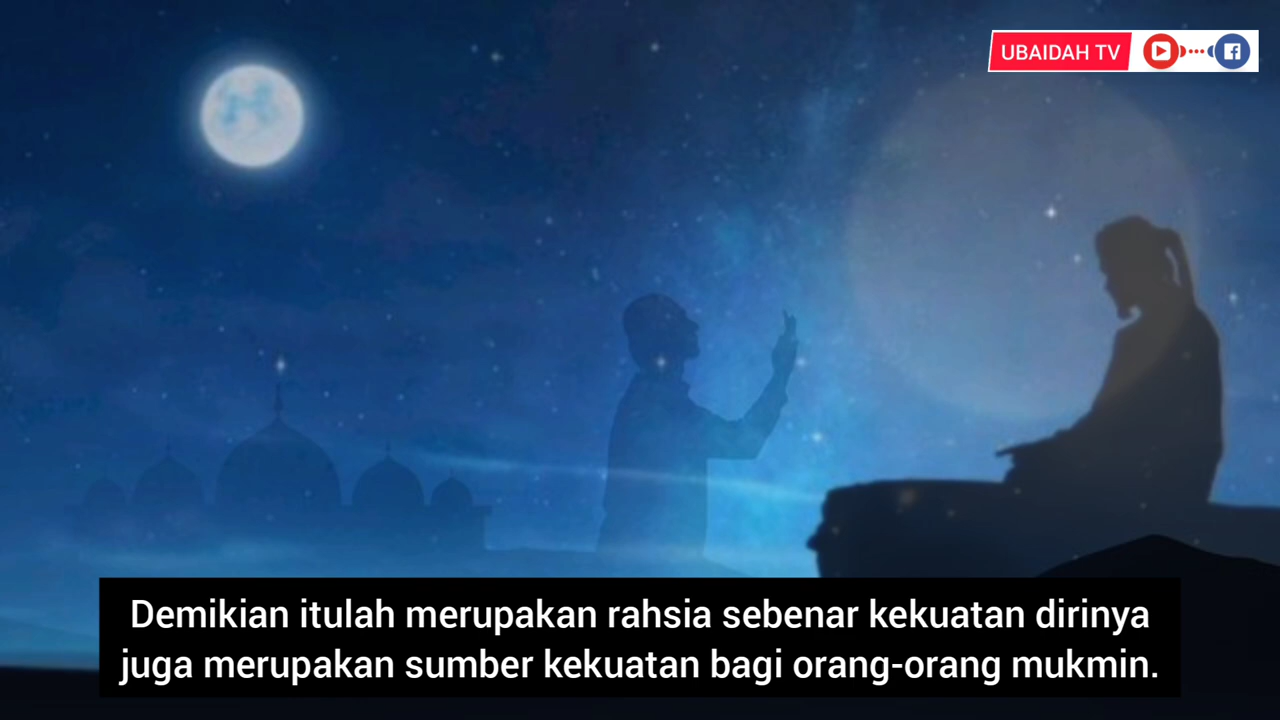 UBAIDAH TV
Demikian itulah merupakan rahsia sebenar kekuatan dirinya
juga merupakan sumber kekuatan bagi orang-orang mukmin.